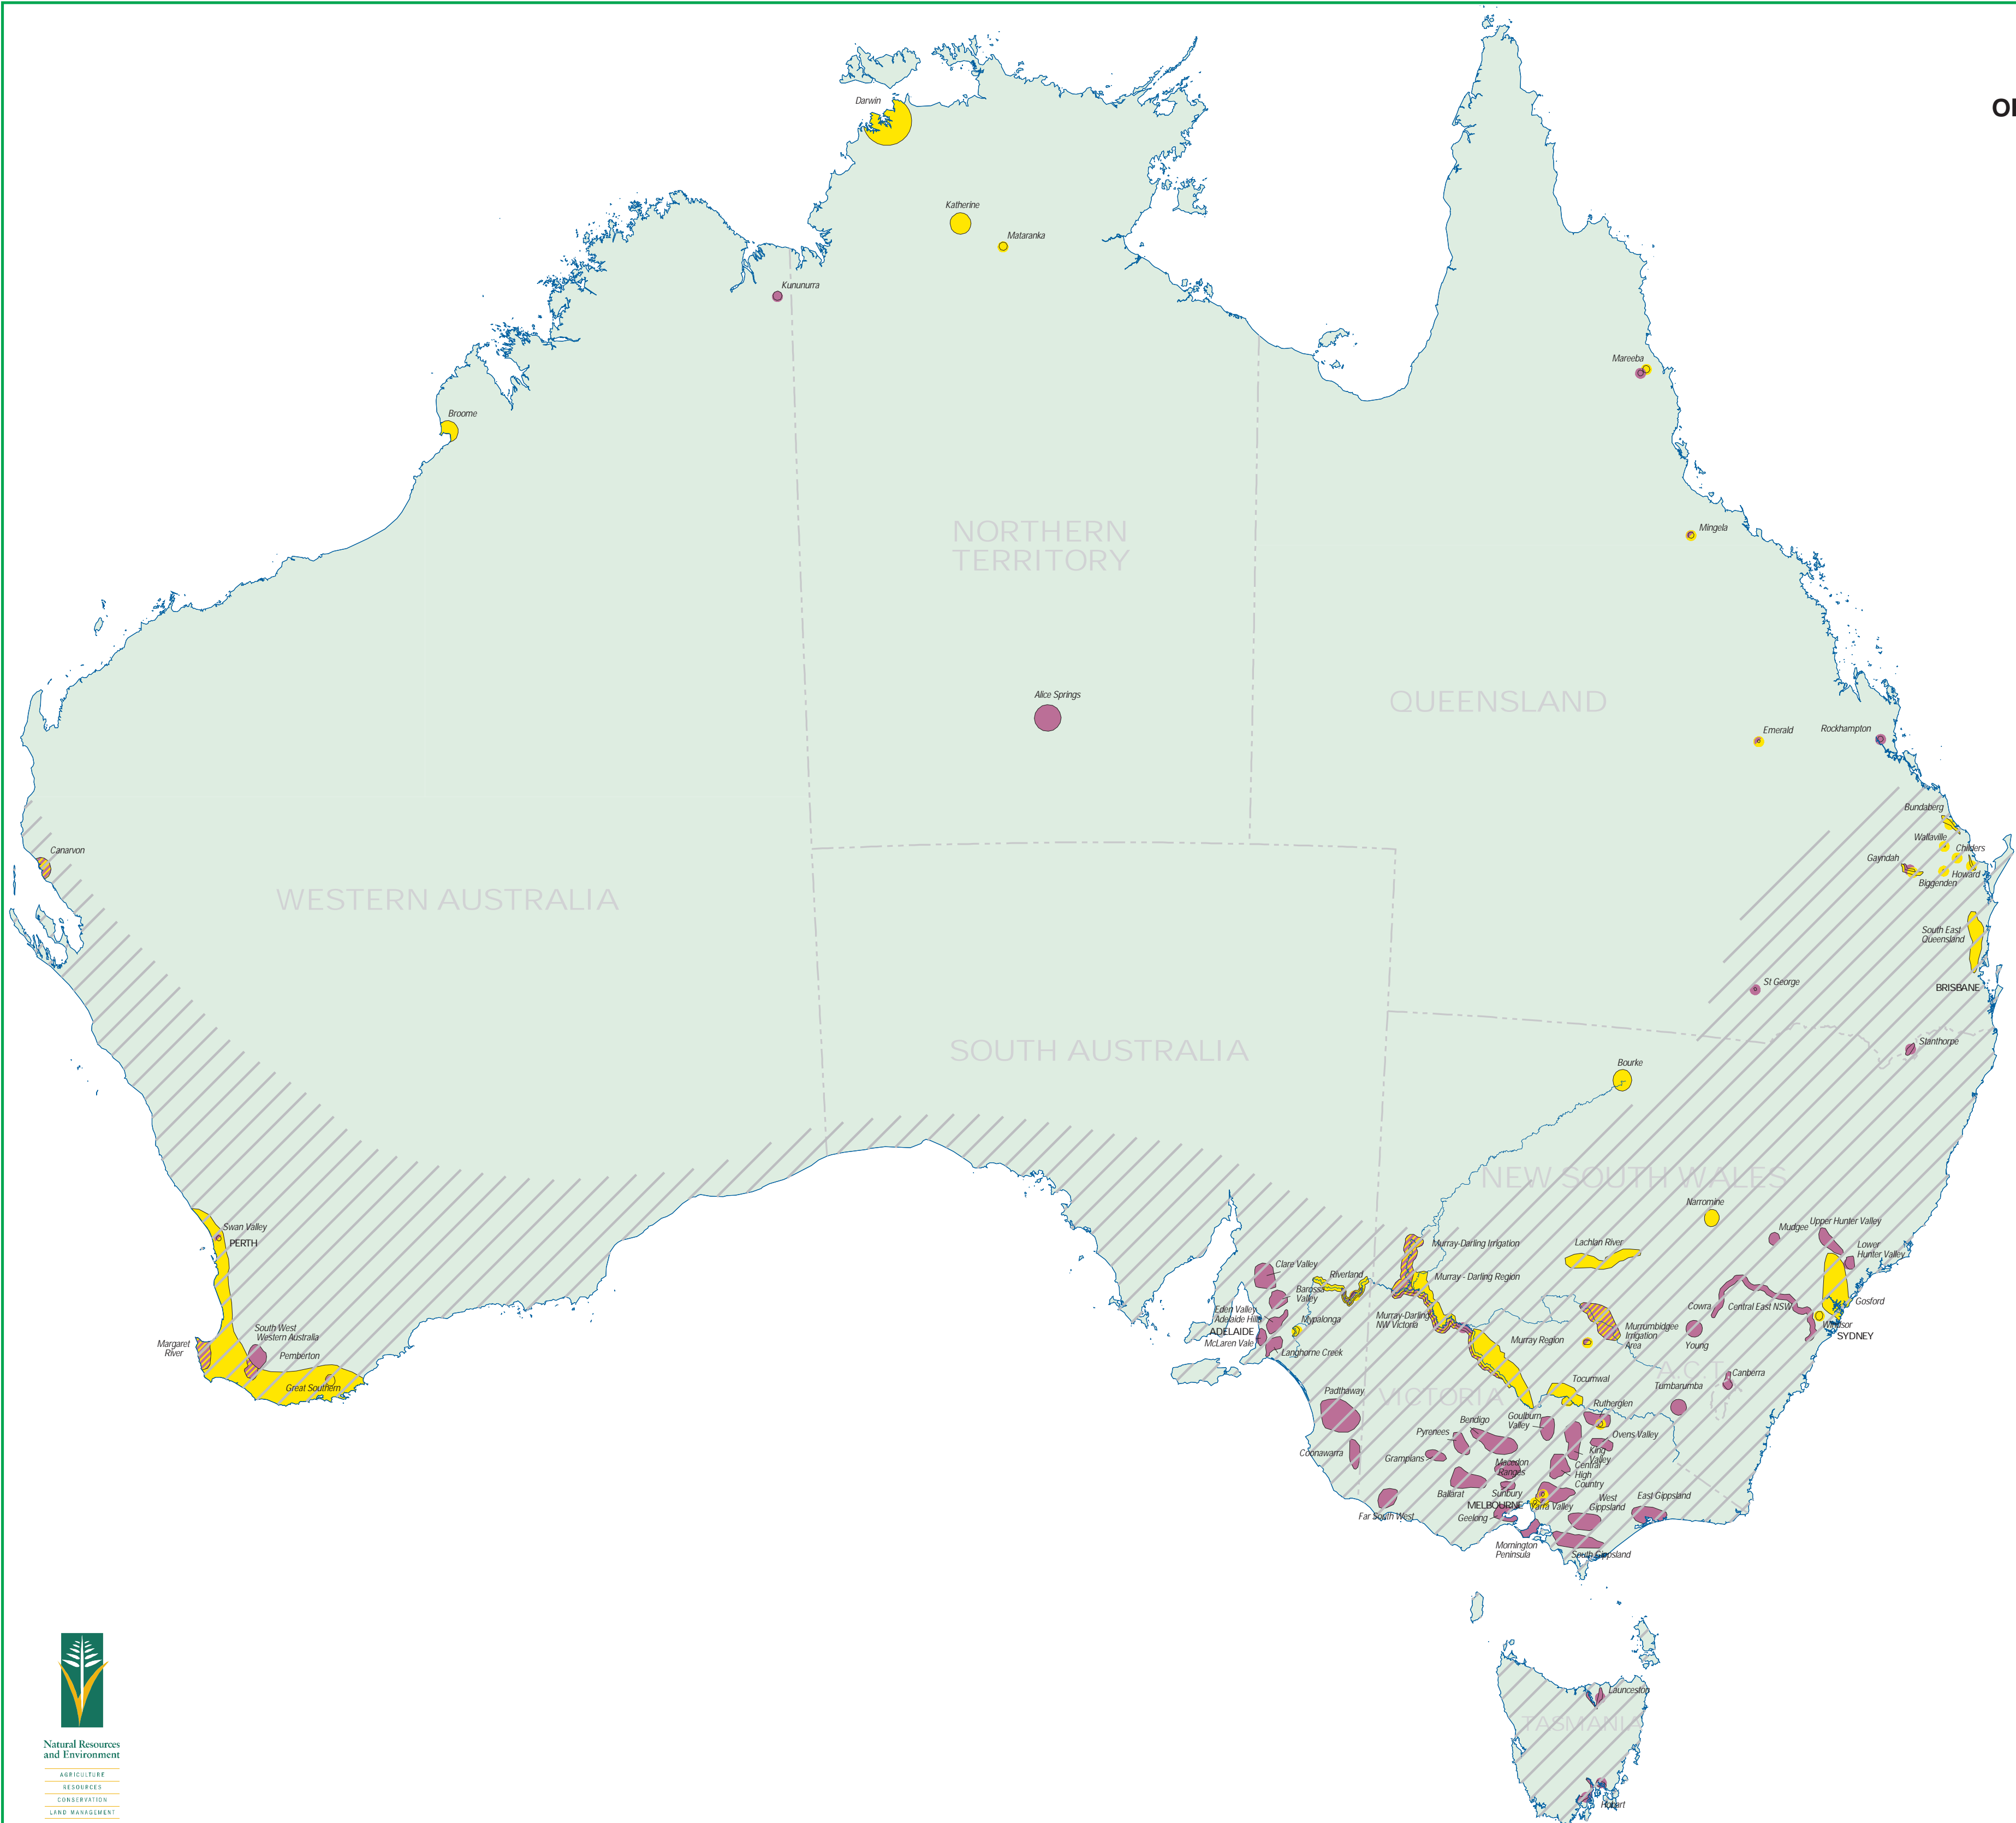 OI
Darwin
Katherine
Mataranka
Kununurra
Mareeba
Broome
Mingela
NORTHERN
TERRITORY
Alice Springs
QUEENSLAND
Emerald
Rockhampton
Bundaberg
Wallaville
Childers
Gayndah
Howard
Biggenden
Canarvon
WESTERN AUSTRALIA
South East
Queensland
St George
BRISBANE
SOUTH AUSTRALIA
Stanthorpe
Bourke
NEW SOUTH WALES
Narromine
Mudgee
Upper Hunter Valley
Lower
Hunter Valley
Swan Valley
PERTH
Murray-Darling Irrigation
Lachlan River
Clare Valley
Riverland
Murray - Darling Region
Barossa
Valley
Eden Valley
Adelaide Hills
ADELAIDE
McLaren Vale
Mypalonga
Langhorne Creek
Murray-Darling
NW Victoria
Cowra
Central East NSW
Gosford
Windsor
SYDNEY
Murrumbidgee
Irrigation
Area
Young
Murray Region
South West
Western Australia
Margaret
River
Pemberton
Great Southern
A.C.T.
Canberra
Tumbarumba
Tocumwal
VICTORIA
Padthaway
Rutherglen
Goulburn
Valley
Bendigo
Pyrenees
Ovens Valley
Coonawarra
Grampians
King
Valley
Macedon
Ranges
Central
High
Country
Ballarat
Sunbury
MELBOURNE
Yarra Valley
West
Gippsland
East Gippsland
Far South West
Geelong
Mornington
Peninsula
South Gippsland
Launceston
TASMANIA
Hobart
Natural Resources
and Environment
AGRICULTURE
RESOURCES
CONSERVATION
LAND MANAGEMENT